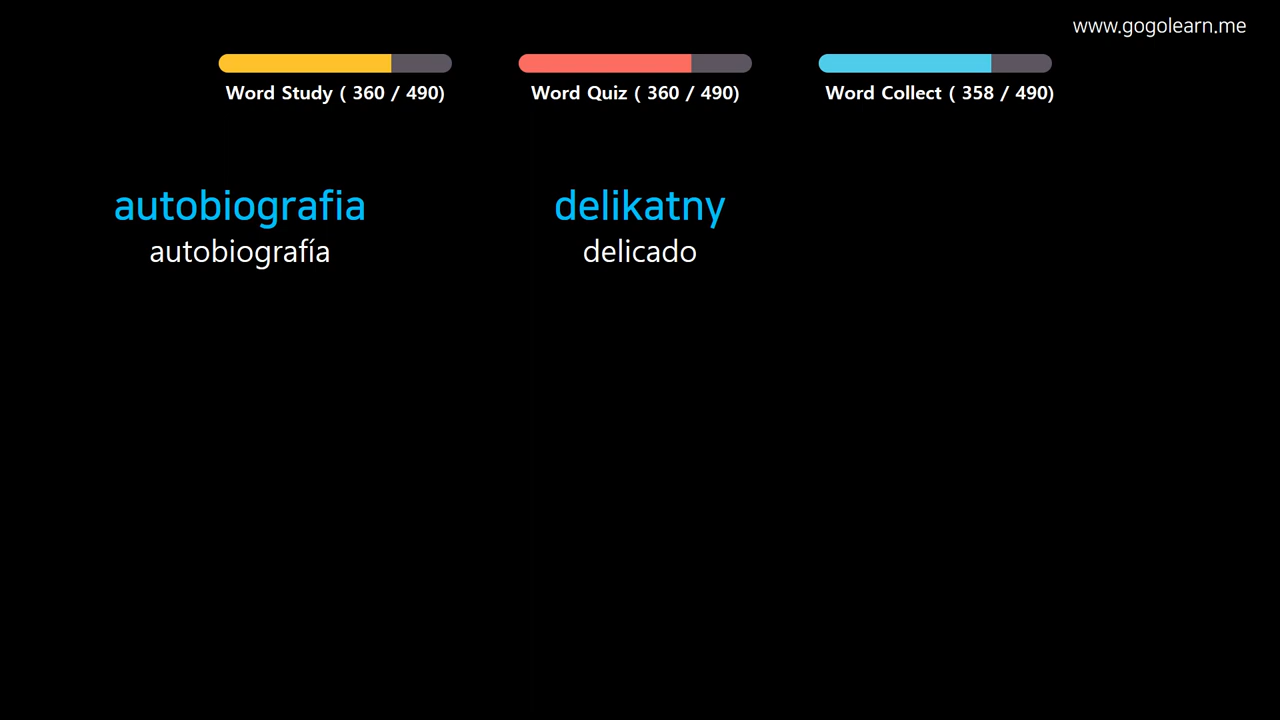 www.gogolearn.me
Word Study ( 360 / 490)
Word Quiz ( 360 / 490)
Word Collect ( 358 / 490)
autobiografia
autobiografía
delikatny
delicado